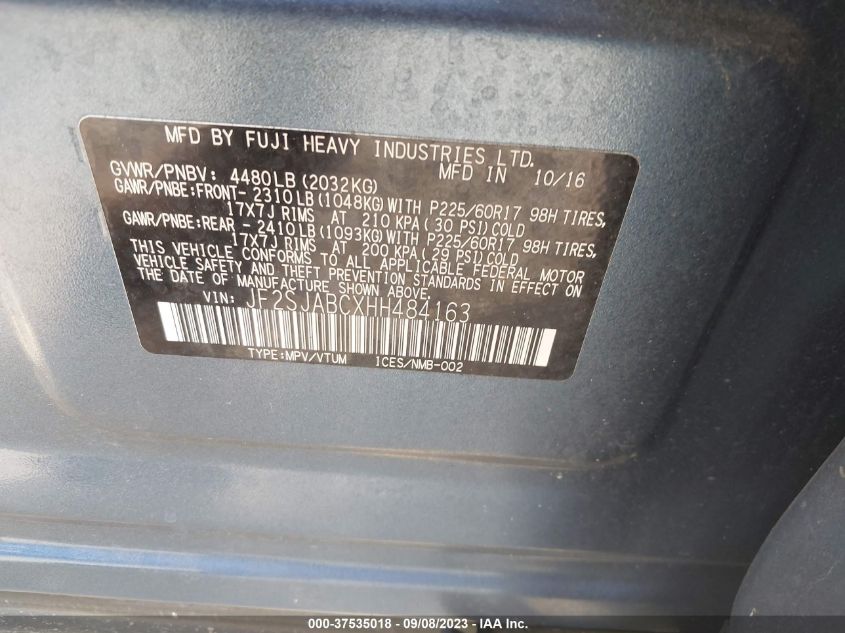 MFD BY FUJI HEAVY INDUSTRIES LTD.
MFD IN 10/16
GVWR/PNBV: 4480LB (2032KG)
GAWR/PNBE:FRONT- 2310LB (1048KG) WITH P225/60R17 98H TIRES,
17X7J RIMS AT 210 KPA (30 PSI) COLD
GAWR/PNBE:REAR - 2410LB (1093KG) WITH P225/60R17 98H TIRES,
17X7J RIMS AT 200 KPA (29 PSI) COLD
THIS VEHICLE CONFORMS TO ALL APPLICABLE FEDERAL MOTOR
VEHICLE SAFETY AND THEFT PREVENTION STANDARDS IN EFFECT ON
THE DATE OF MANUFACTURE SHOWN ABOVE.
VIN: JF2SJABCXHH484163
TYPE:MPV/VTUM ICES/NMB-002
000-37535018 - 09/08/2023 - IAA Inc.